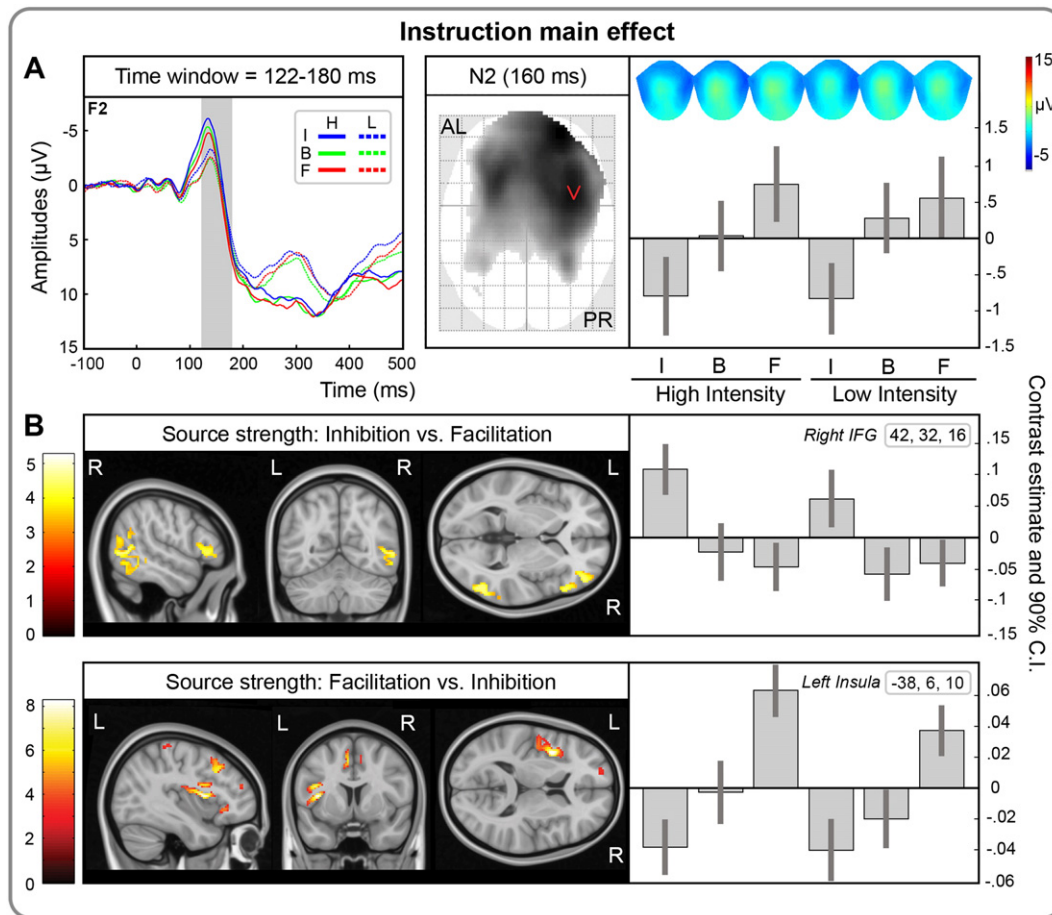 Instruction main effect
A
Time window = 122-180 ms
N2 (160 ms)
F2
H L
I
B
F
-5
0
5
10
15
Amplitudes (µV)
-100 0 100 200 300 400 500
Time (ms)
AL
V
PR
15
µV
-5
1.5
1
.5
0
-.5
-1
-1.5
I B F I B F
High Intensity Low Intensity
Contrast estimate and 90% C.I.
B
Source strength: Inhibition vs. Facilitation
5
4
3
2
1
0
R L R L
R
Right IFG 42, 32, 16
.15
.1
.05
0
-.05
-.1
-.15
Source strength: Facilitation vs. Inhibition
8
6
4
2
0
L L R L
R
Left Insula -38, 6, 10
.06
.04
.02
0
-.02
-.04
-.06